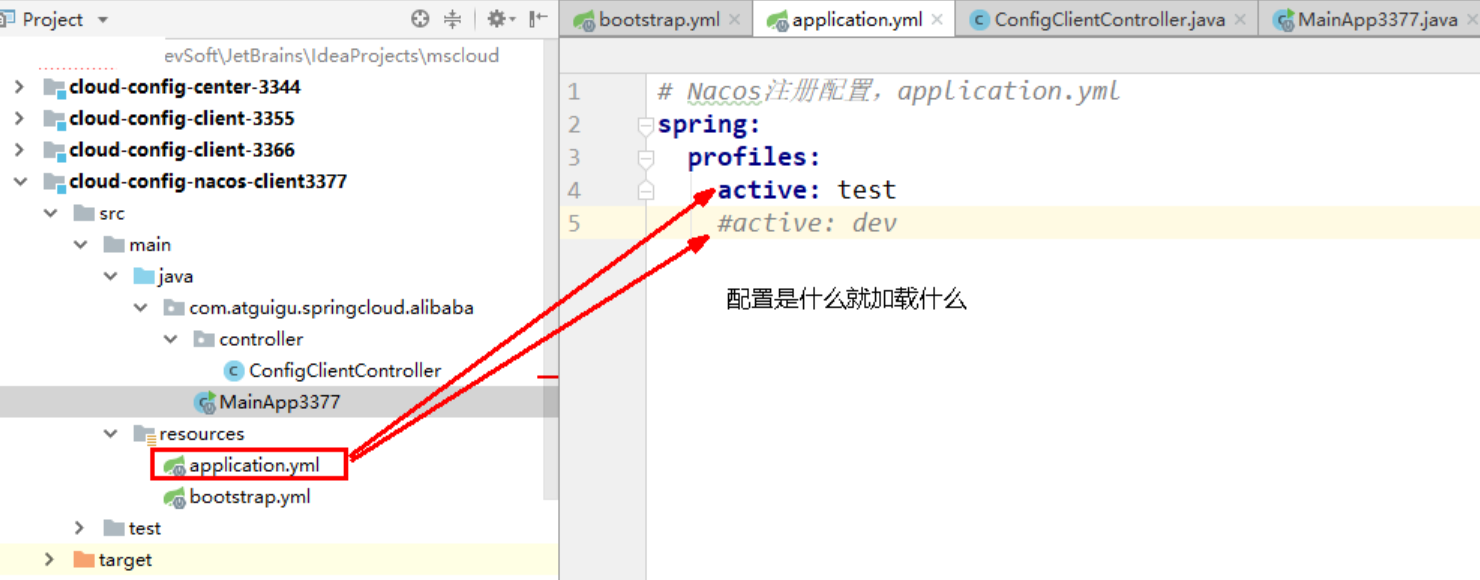 Project
evSoft\JetBrains\IdeaProjects\mscloud
cloud-config-center-3344
cloud-config-client-3355
cloud-config-client-3366
cloud-config-nacos-client3377
src
main
java
com.atguigu.springcloud.alibaba
controller
ConfigClientController
MainApp3377
resources
application.yml
bootstrap.yml
test
target
bootstrap.yml application.yml ConfigClientController.java MainApp3377.java
1 # Nacos注册配置，application.yml
2 spring:
3 profiles:
4 active: test
5 #active: dev
配置是什么就加载什么